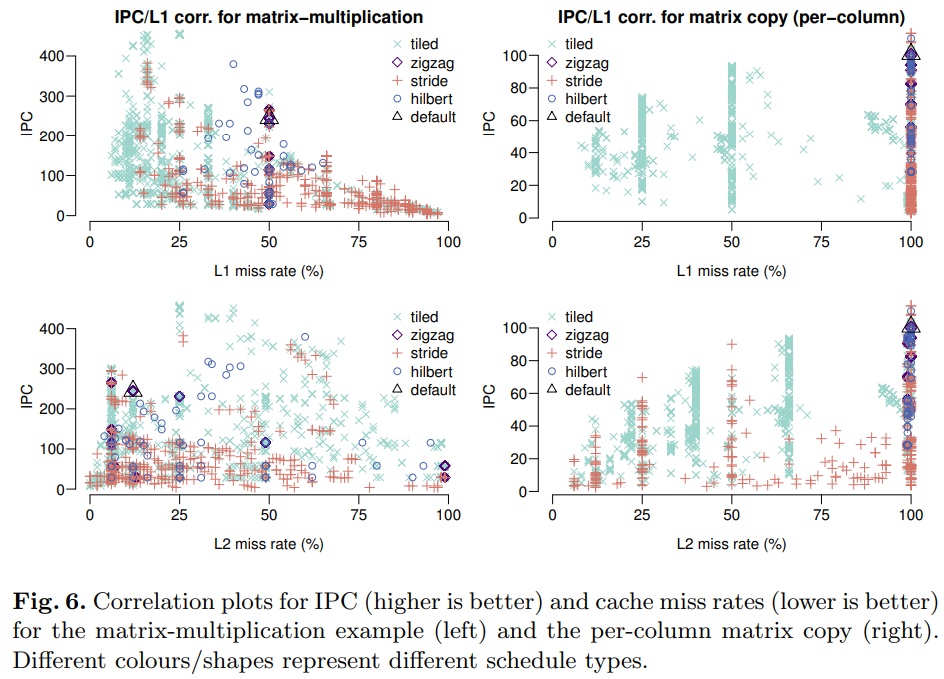 IPC/L1 corr. for matrix−multiplication
IPC
400
300
200
100
0
0 25 50 75 100
L1 miss rate (%)
tiled
zigzag
stride
hilbert
default
IPC/L1 corr. for matrix copy (per−column)
IPC
100
80
60
40
20
0
0 25 50 75 100
L1 miss rate (%)
tiled
zigzag
stride
hilbert
default
IPC
400
300
200
100
0
0 25 50 75 100
L2 miss rate (%)
tiled
zigzag
stride
hilbert
default
IPC
100
80
60
40
20
0
0 25 50 75 100
L2 miss rate (%)
tiled
zigzag
stride
hilbert
default
Fig. 6. Correlation plots for IPC (higher is better) and cache miss rates (lower is better)
for the matrix-multiplication example (left) and the per-column matrix copy (right).
Different colours/shapes represent different schedule types.